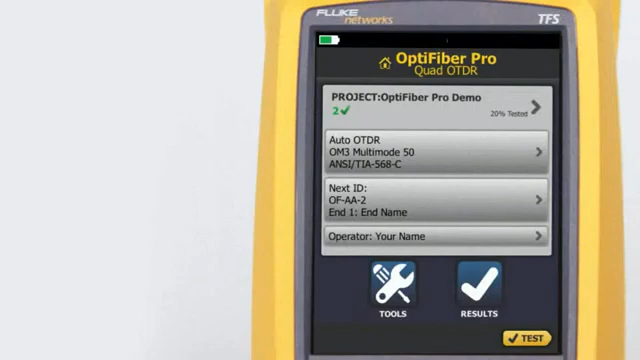 FLUKE
networks
TFS
OptiFiber Pro
Quad OTDR
PROJECT:OptiFiber Pro Demo
2
20% Tested
Auto OTDR
OM3 Multimode 50
ANSI/TIA-568-C
Next ID:
OF-AA-2
End 1: End Name
Operator: Your Name
TOOLS
RESULTS
TEST